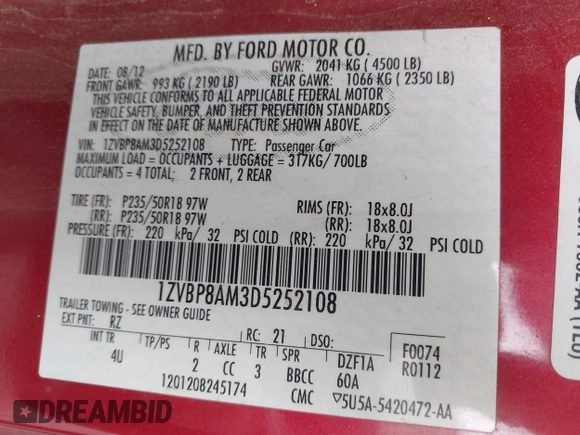 MFD. BY FORD MOTOR CO.
DATE: 08/12 GVWR: 2041 KG ( 4500 LB)
FRONT GAWR: 993 KG ( 2190 LB) REAR GAWR: 1066 KG ( 2350 LB)
THIS VEHICLE CONFORMS TO ALL APPLICABLE FEDERAL MOTOR
VEHICLE SAFETY, BUMPER, AND THEFT PREVENTION STANDARDS
IN EFFECT ON THE DATE OF MANUFACTURE SHOWN ABOVE.
VIN: 1ZVBP8AM3D5252108 TYPE: Passenger Car
MAXIMUM LOAD = OCCUPANTS + LUGGAGE = 317KG/ 700LB
OCCUPANTS = 4 TOTAL: 2 FRONT, 2 REAR
TIRE (FR): P235/50R18 97W RIMS (FR): 18x8.0J
(RR): P235/50R18 97W (RR): 18x8.0J
PRESSURE (FR): 220 kPa/ 32 PSI COLD (RR): 220 kPa/ 32 PSI COLD
1ZVBP8AM3D5252108
TRAILER TOWING - SEE OWNER GUIDE
EXT PNT: RZ RC: 21 DSO: F0074
INT TR TP/PS R AXLE TR SPR DZF1A R0112
4U 2 CC 3 BBCC 60A
1201208245174 CMC ▽5U5A-5420472-AA
DREAMBID